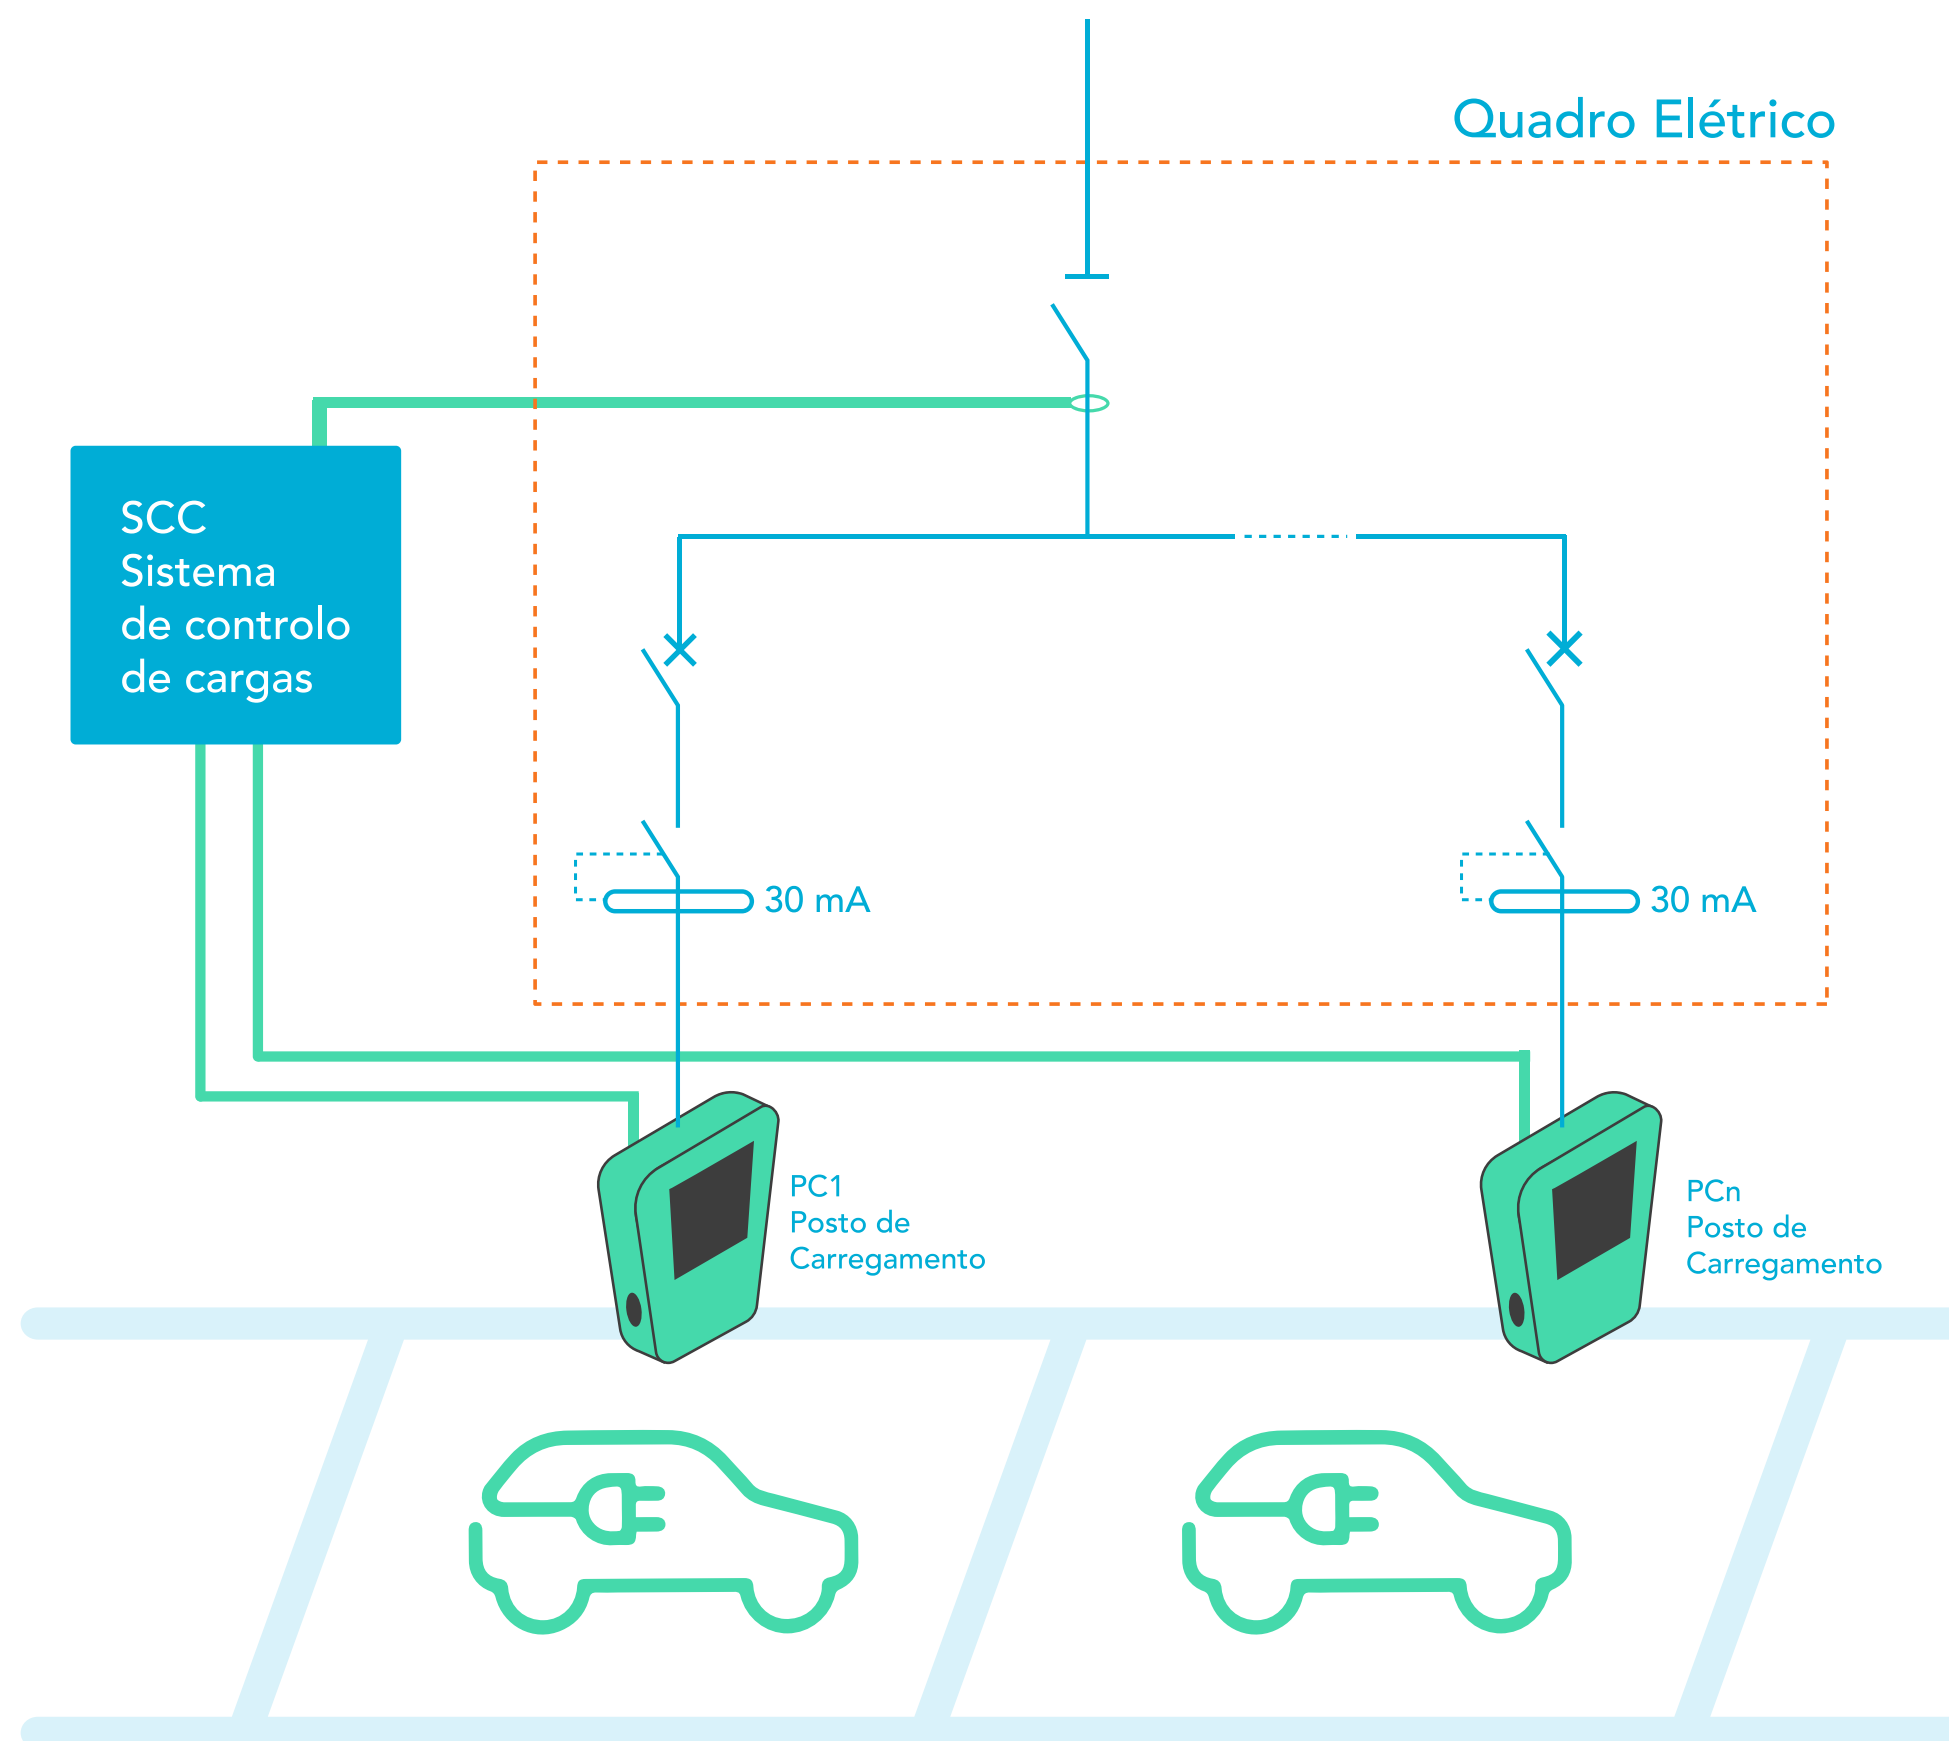 Quadro Elétrico
SCC
Sistema
de controlo
de cargas
30 mA
30 mA
PC1
Posto de
Carregamento
PCn
Posto de
Carregamento